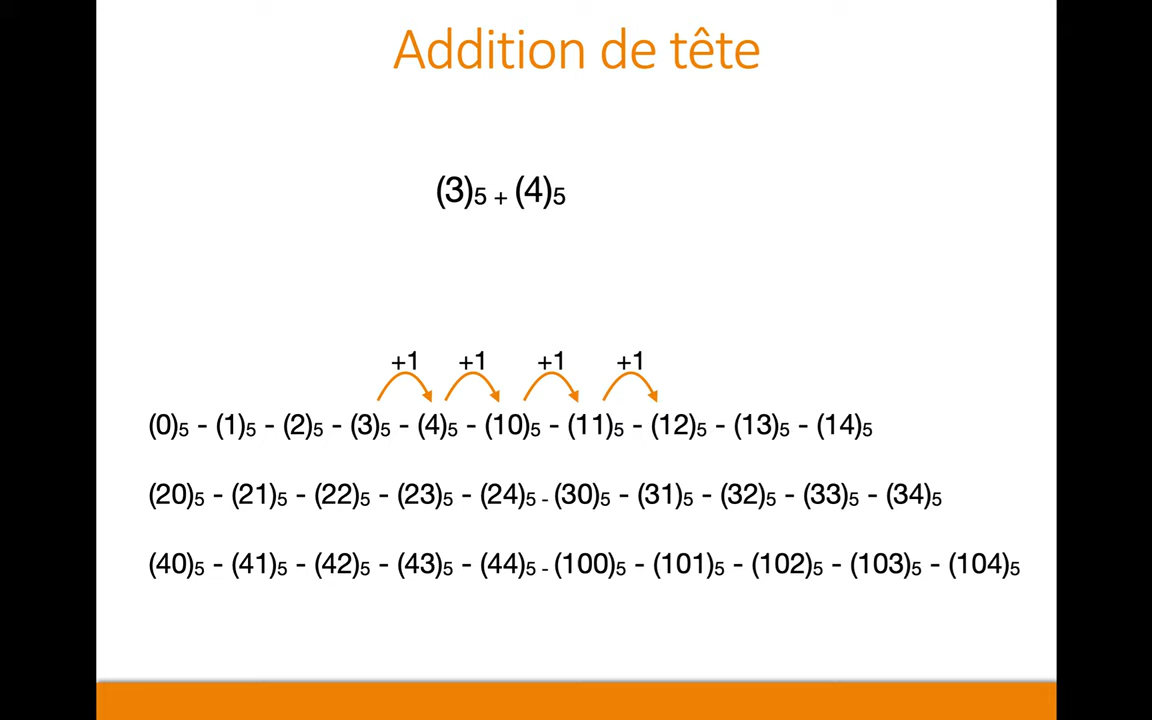 Addition de tête
(3)₅ + (4)₅
+1 +1 +1 +1
(0)₅ - (1)₅ - (2)₅ - (3)₅ - (4)₅ - (10)₅ - (11)₅ - (12)₅ - (13)₅ - (14)₅
(20)₅ - (21)₅ - (22)₅ - (23)₅ - (24)₅ - (30)₅ - (31)₅ - (32)₅ - (33)₅ - (34)₅
(40)₅ - (41)₅ - (42)₅ - (43)₅ - (44)₅ - (100)₅ - (101)₅ - (102)₅ - (103)₅ - (104)₅